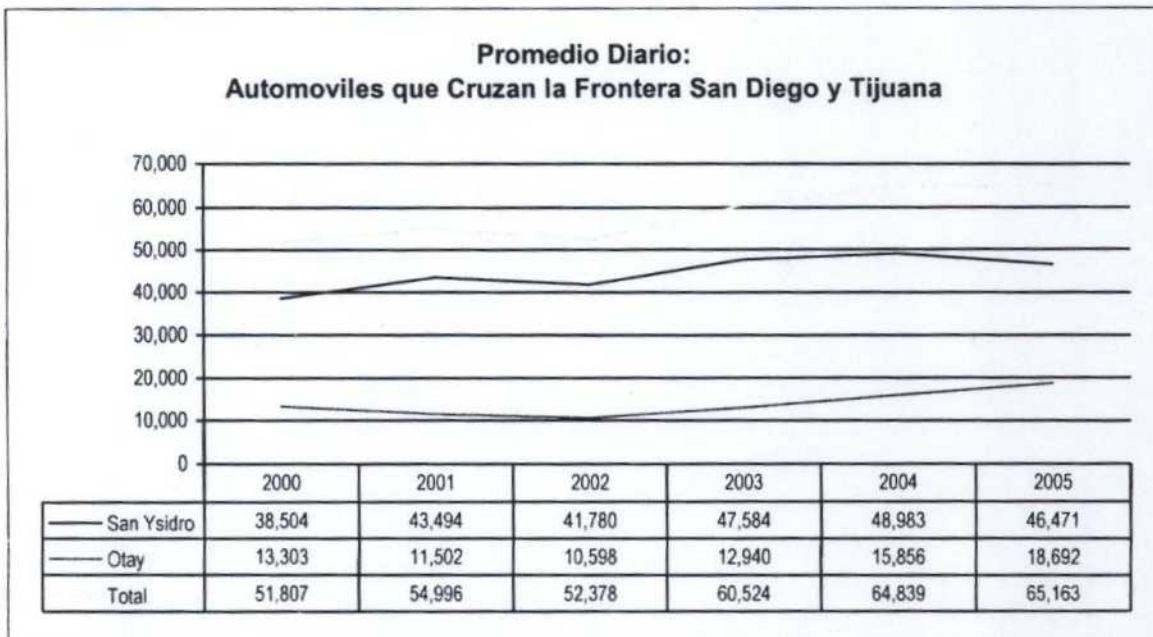 Promedio Diario:
Automoviles que Cruzan la Frontera San Diego y Tijuana
70,000
60,000
50,000
40,000
30,000
20,000
10,000
0
2000 2001 2002 2003 2004 2005
San Ysidro 38,504 43,494 41,780 47,584 48,983 46,471
Otay 13,303 11,502 10,598 12,940 15,856 18,692
Total 51,807 54,996 52,378 60,524 64,839 65,163